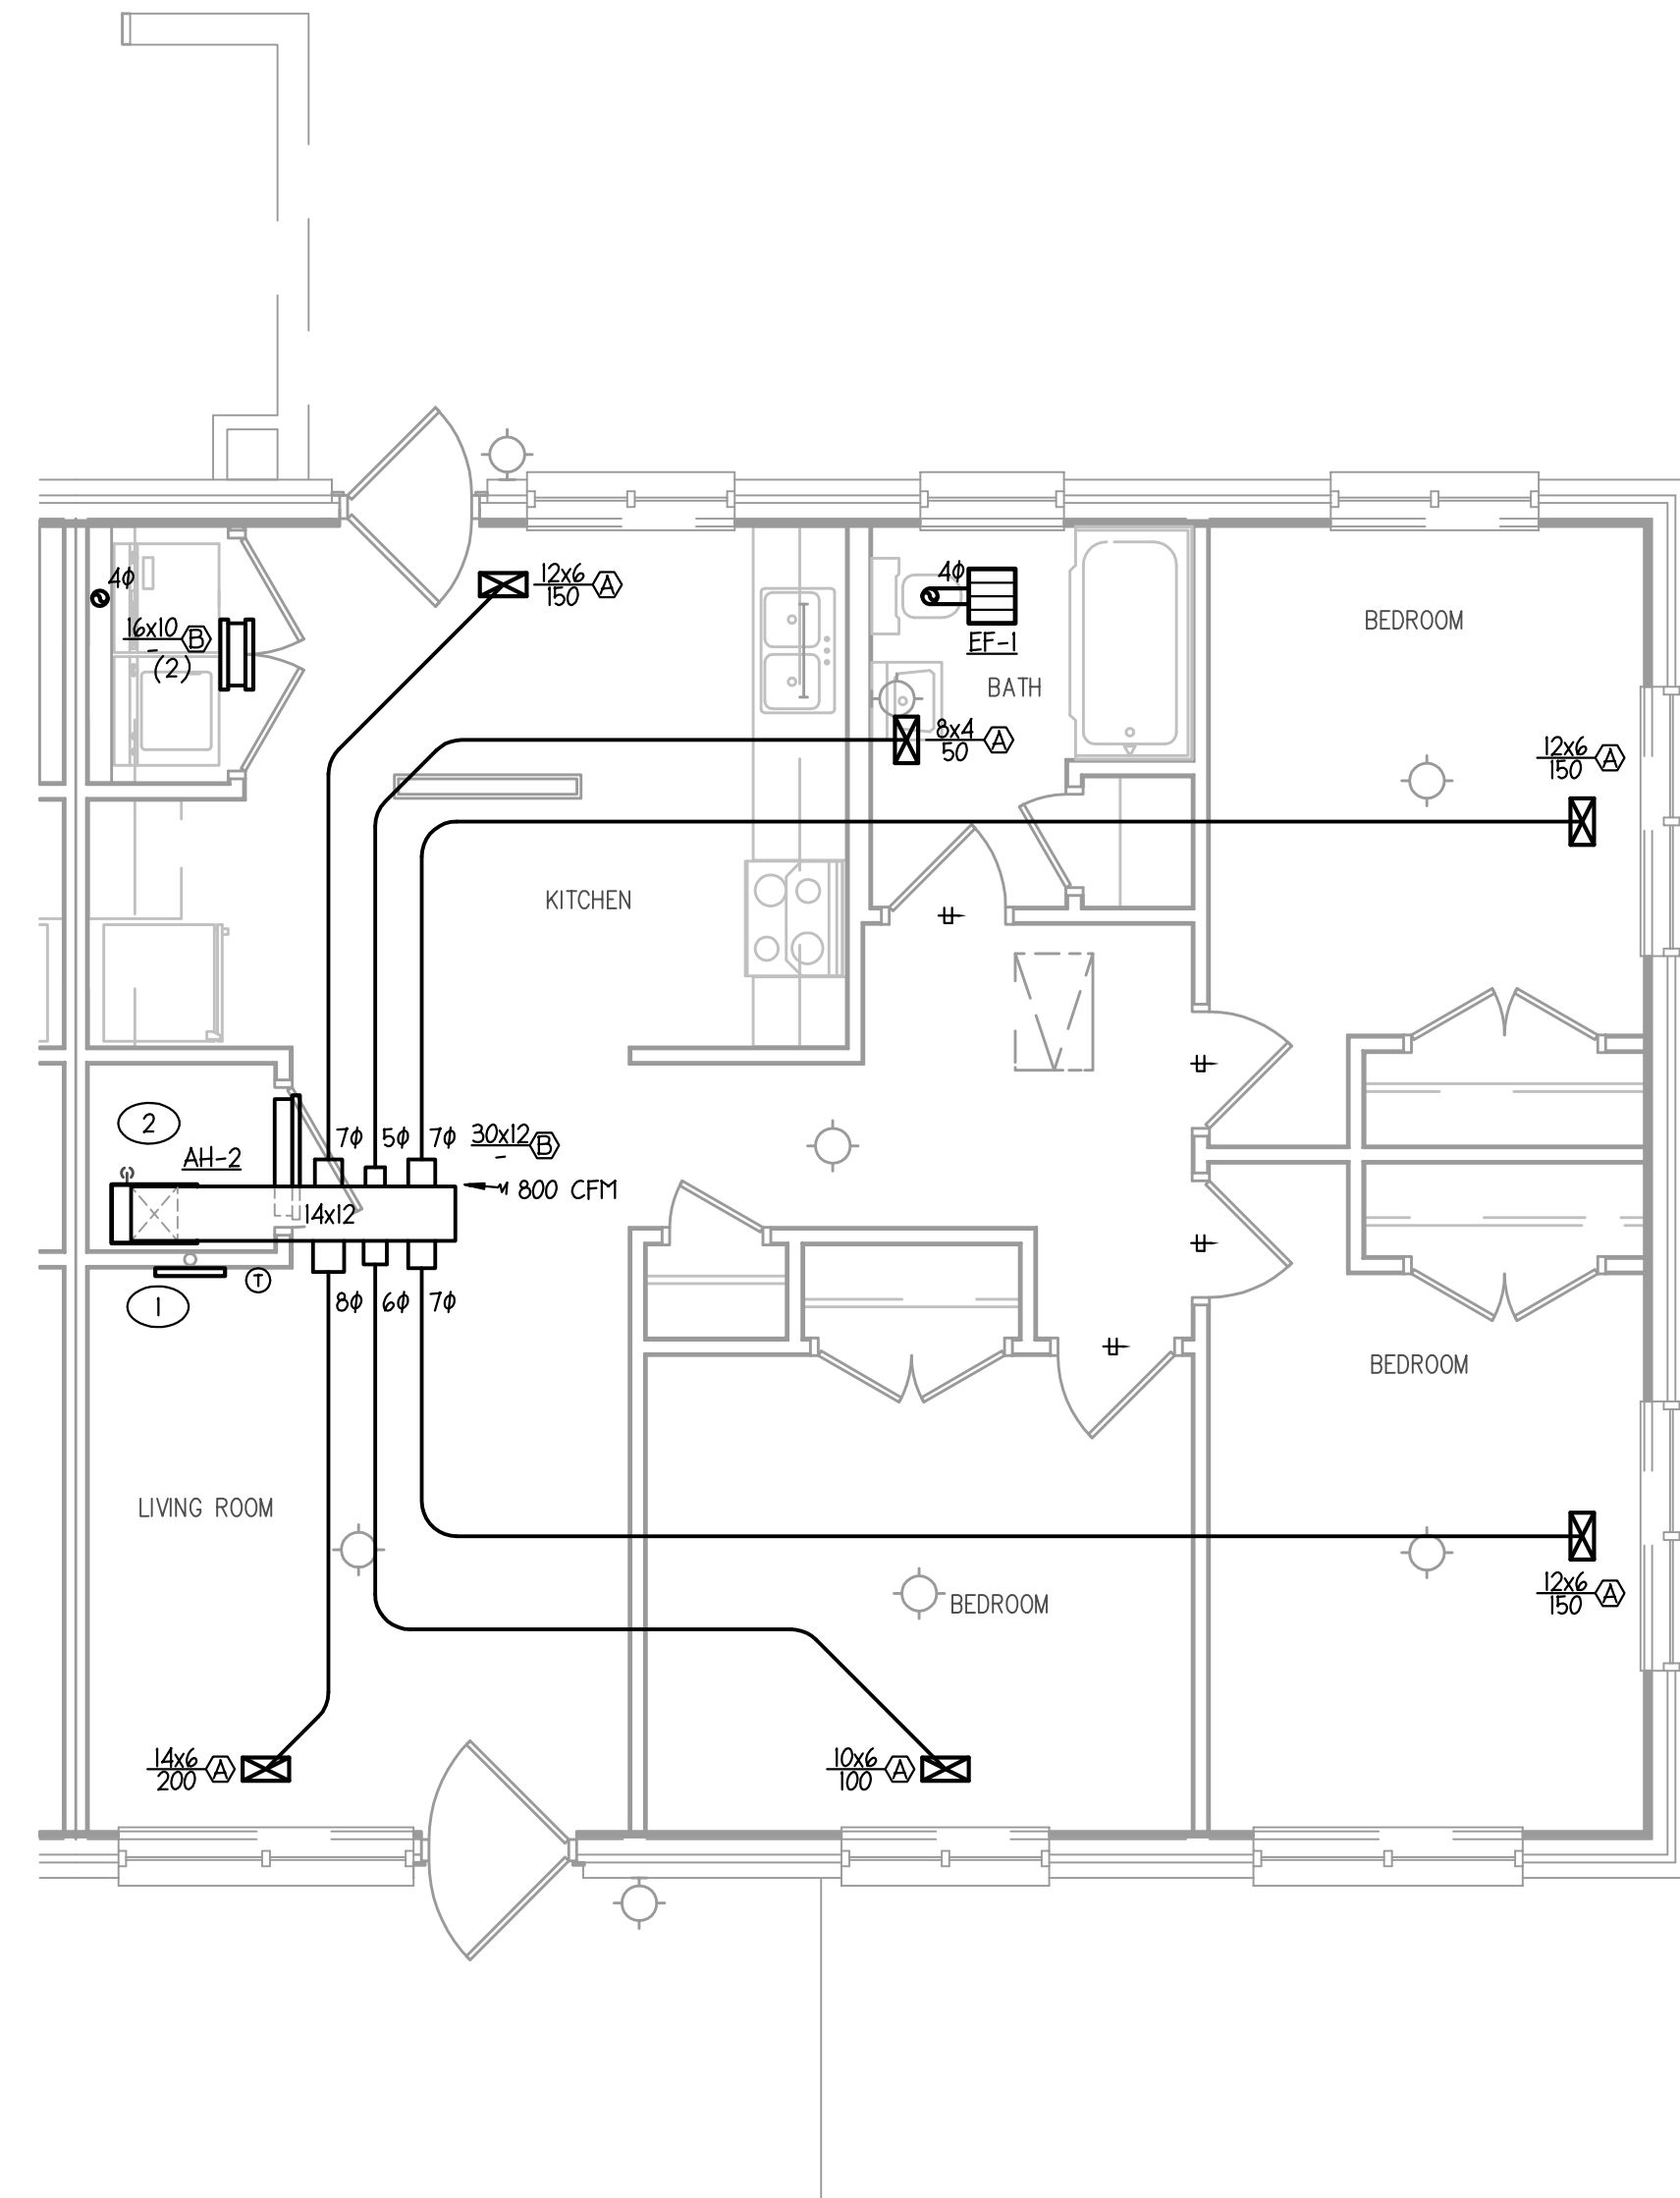 4φ
12x6
150
A
4φ
EF-1
BEDROOM
16x10
-
(2)
B
BATH
8x4
50
A
12x6
150
A
KITCHEN
2
AH-2
7φ
5φ
7φ
30x12
-
B
800 CFM
14x12
T
1
8φ
6φ
7φ
BEDROOM
LIVING ROOM
BEDROOM
12x6
150
A
14x6
200
A
10x6
100
A